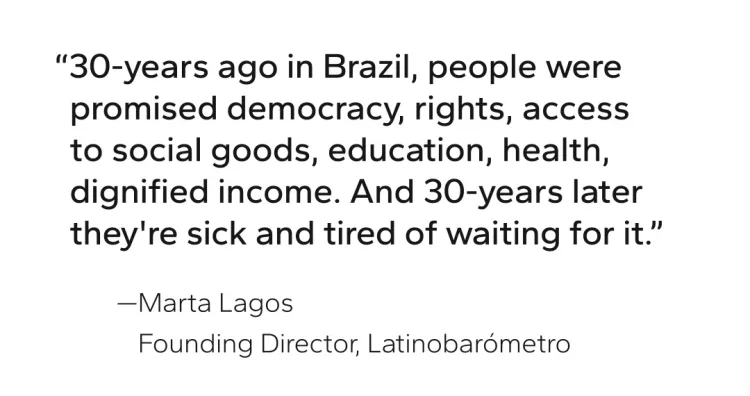 “30-years ago in Brazil, people were
promised democracy, rights, access
to social goods, education, health,
dignified income. And 30-years later
they're sick and tired of waiting for it.”
—Marta Lagos
Founding Director, Latinobarómetro